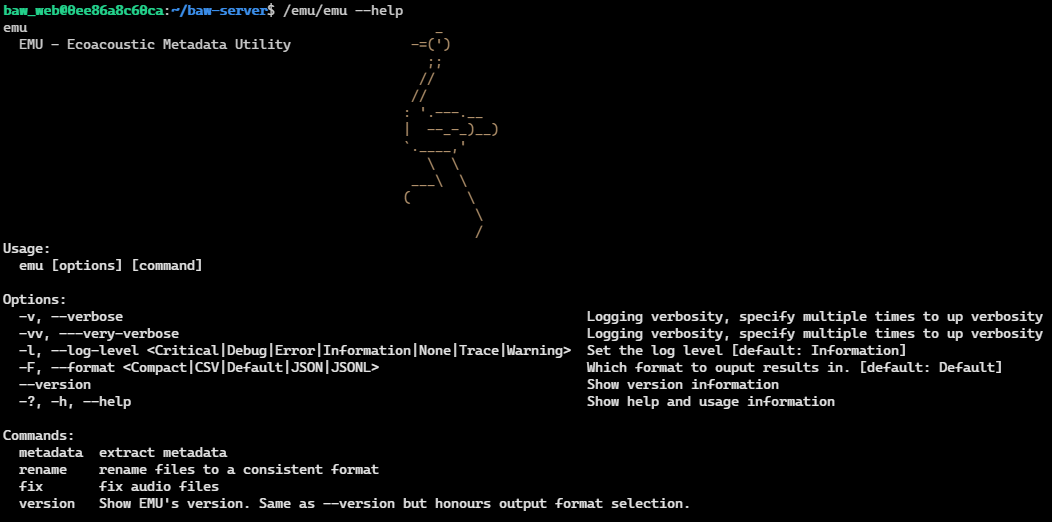 baw_web@0ee86a8c60ca:~/baw-server$ /emu/emu --help
emu
  EMU - Ecoacoustic Metadata Utility
Usage:
  emu [options] [command]

Options:
  -v, --verbose                                                          Logging verbosity, specify multiple times to up verbosity
  -vv, ---very-verbose                                                   Logging verbosity, specify multiple times to up verbosity
  -l, --log-level <Critical|Debug|Error|Information|None|Trace|Warning>  Set the log level [default: Information]
  -F, --format <Compact|CSV|Default|JSON|JSONL>                          Which format to ouput results in. [default: Default]
  --version                                                              Show version information
  -?, -h, --help                                                         Show help and usage information

Commands:
  metadata  extract metadata
  rename    rename files to a consistent format
  fix       fix audio files
  version   Show EMU's version. Same as --version but honours output format selection.